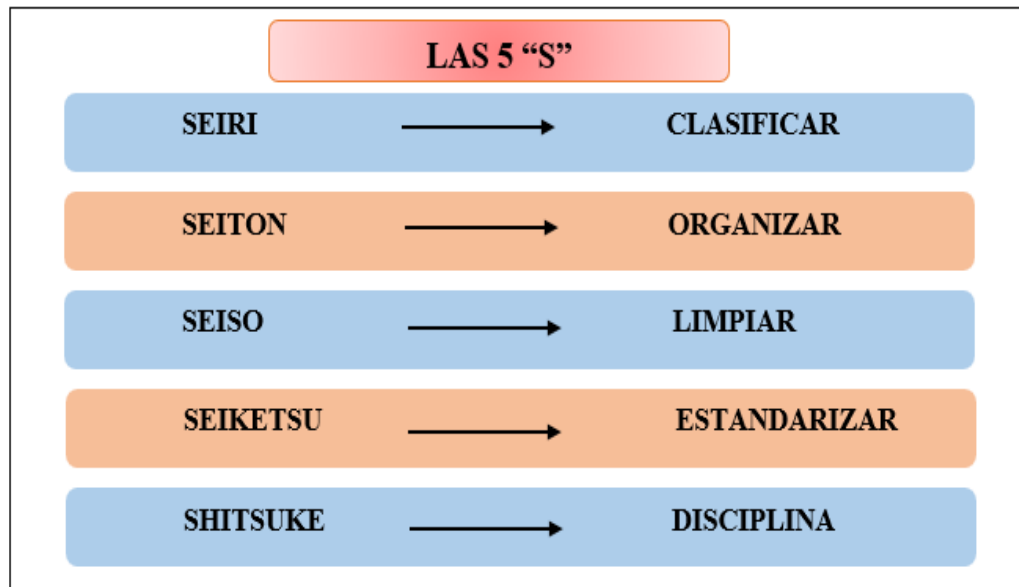 LAS 5 “S”
SEIRI CLASIFICAR
SEITON ORGANIZAR
SEISO LIMPIAR
SEIKETSU ESTANDARIZAR
SHITSUKE DISCIPLINA